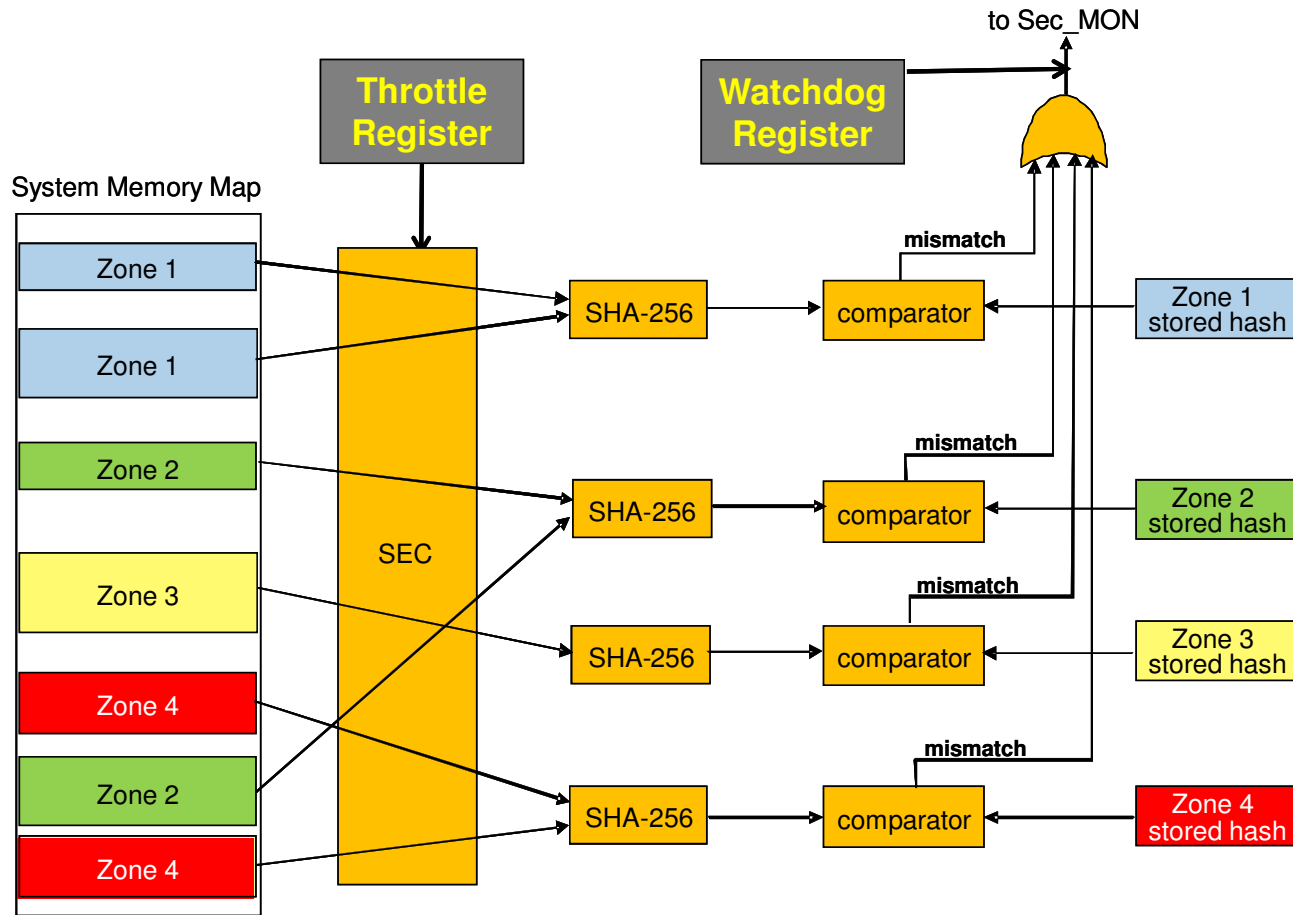 to Sec_MON
Throttle
Register
Watchdog
Register
System Memory Map
mismatch
Zone 1
Zone 1
SHA-256
comparator
Zone 1
stored hash
mismatch
Zone 2
SHA-256
comparator
Zone 2
stored hash
SEC
mismatch
Zone 3
SHA-256
comparator
Zone 3
stored hash
Zone 4
mismatch
Zone 2
SHA-256
comparator
Zone 4
stored hash
Zone 4